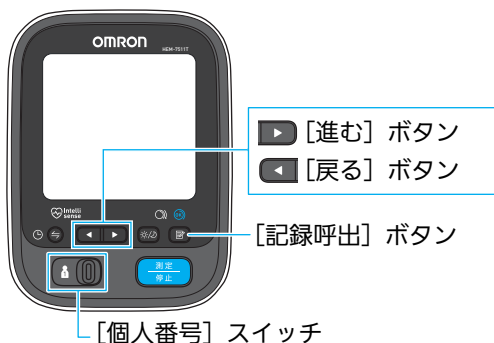 OMRON
HEM-7511T
[進む] ボタン
[戻る] ボタン
Intelli
sense
[記録呼出] ボタン
測定
停止
[個人番号] スイッチ